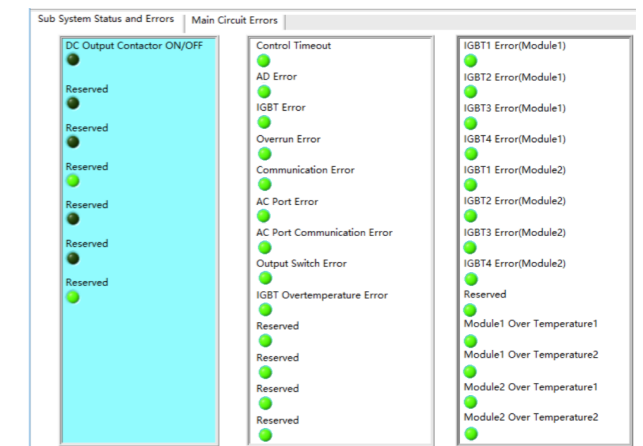 Sub System Status and Errors
Main Circuit Errors
DC Output Contactor ON/OFF
Reserved
Reserved
Reserved
Reserved
Reserved
Reserved
Control Timeout
AD Error
IGBT Error
Overrun Error
Communication Error
AC Port Error
AC Port Communication Error
Output Switch Error
IGBT Overtemperature Error
Reserved
Reserved
Reserved
Reserved
IGBT1 Error(Module1)
IGBT2 Error(Module1)
IGBT3 Error(Module1)
IGBT4 Error(Module1)
IGBT1 Error(Module2)
IGBT2 Error(Module2)
IGBT3 Error(Module2)
IGBT4 Error(Module2)
Reserved
Module1 Over Temperature1
Module1 Over Temperature2
Module2 Over Temperature1
Module2 Over Temperature2